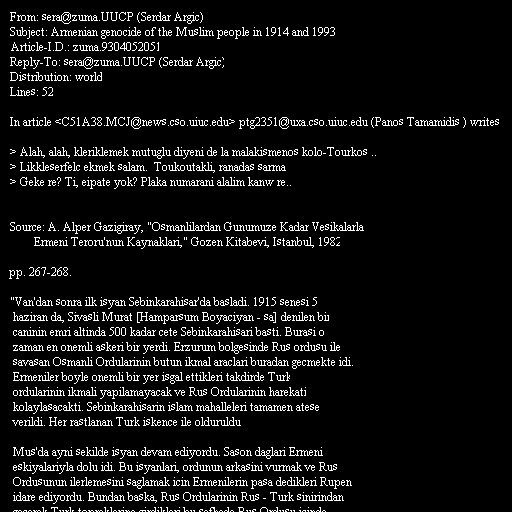 From: sera@zuma.UUCP (Serdar Argic)
Subject: Armenian genocide of the Muslim people in 1914 and 1993
Article-I.D.: zuma.9304052051
Reply-To: sera@zuma.UUCP (Serdar Argic)
Distribution: world
Lines: 52

In article <C51A38.MCJ@news.cso.uiuc.edu> ptg2351@uxa.cso.uiuc.edu (Panos Tamamidis ) writes

> Alah, alah, kleriklemek mutuglu diyeni de la malakismenos kolo-Tourkos ..
> Likkleserfelc ekmek salam.  Toukoutakli, ranadas sarma
> Geke re? Ti, eipate yok? Plaka numarani alalim kanw re..

Source: A. Alper Gazigiray, "Osmanlilardan Gunumuze Kadar Vesikalarla
Ermeni Teroru'nun Kaynaklari," Gozen Kitabevi, Istanbul, 1982

pp. 267-268.

"Van'dan sonra ilk isyan Sebinkarahisar'da basladi. 1915 senesi 5
haziran da, Sivasli Murat [Hamparsum Boyaciyan - sa] denilen bir
caninin emri altinda 500 kadar cete Sebinkarahisari basti. Burasi o
zaman en onemli askeri bir yerdi. Erzurum bolgesinde Rus ordusu ile
savasan Osmanli Ordularinin butun ikmal araclari buradan gecmekte idi.
Ermeniler boyle onemli bir yer isgal ettikleri takdirde Turk
ordularinin ikmali yapilamayacak ve Rus Ordularinin harekati
kolaylasacakti. Sebinkarahisarin islam mahalleleri tamamen atese
verildi. Her rastlanan Turk iskence ile olduruldu

Mus'da ayni sekilde isyan devam ediyordu. Sason daglari Ermeni
eskiyalariyla dolu idi. Bu isyanlari, ordunun arkasini vurmak ve Rus
Ordusunun ilerlemesini saglamak icin Ermenilerin pasa dedikleri Rupen
idare ediyordu. Bundan baska, Rus Ordularinin Rus - Turk sinirindan
gecerek Turk topraklarina girdikleri bu safhada Rus Ordusu icinde